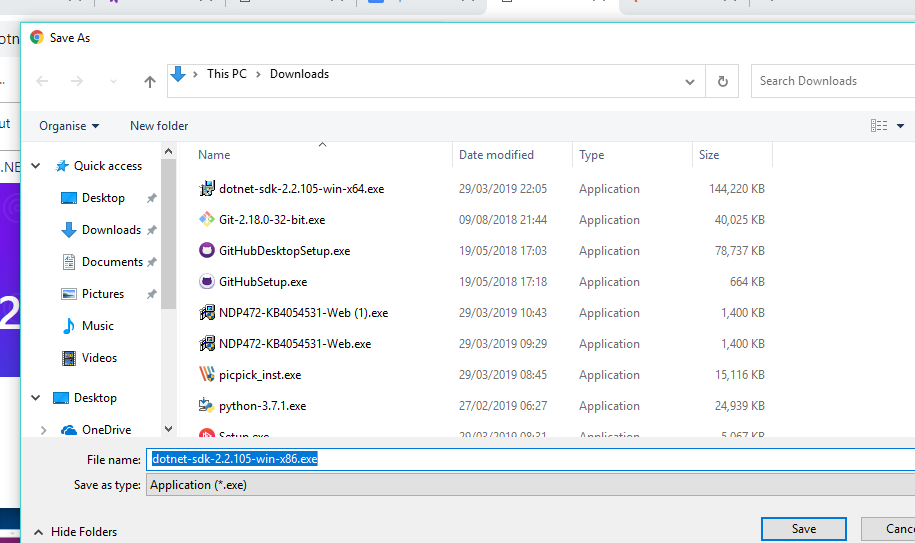 Save As
This PC > Downloads
Search Downloads
Organise
New folder
Name
Date modified
Type
Size
Quick access
Desktop
Downloads
Documents
Pictures
Music
Videos
Desktop
OneDrive
dotnet-sdk-2.2.105-win-x64.exe 29/03/2019 22:05 Application 144,220 KB
Git-2.18.0-32-bit.exe 09/08/2018 21:44 Application 40,025 KB
GitHubDesktopSetup.exe 19/05/2018 17:03 Application 78,737 KB
GitHubSetup.exe 19/05/2018 17:18 Application 664 KB
NDP472-KB4054531-Web (1).exe 29/03/2019 10:43 Application 1,400 KB
NDP472-KB4054531-Web.exe 29/03/2019 09:29 Application 1,400 KB
picpick_inst.exe 29/03/2019 08:45 Application 15,116 KB
python-3.7.1.exe 27/02/2019 06:27 Application 24,939 KB
Setup.exe 29/03/2019 08:31 Application 5,067 KB
File name: dotnet-sdk-2.2.105-win-x86.exe
Save as type: Application (*.exe)
Hide Folders
Save
Canc